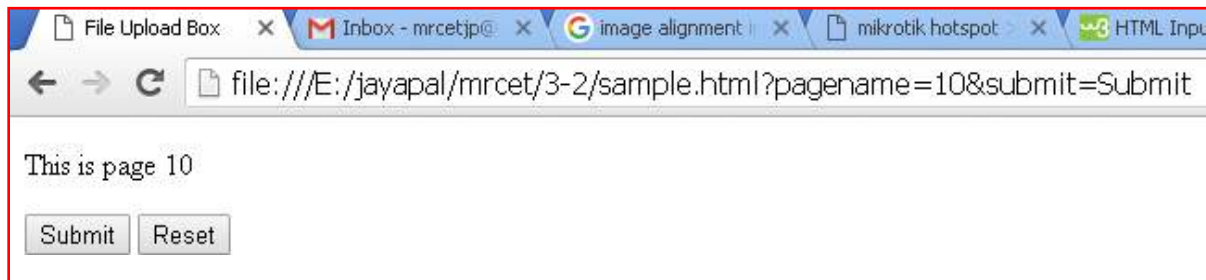 File Upload Box
Inbox - mrcetjp@
image alignment i
mikrotik hotspot
w3 HTML Inpu
file:///E:/jayapal/mrcet/3-2/sample.html?pagename=10&submit=Submit
This is page 10
Submit Reset